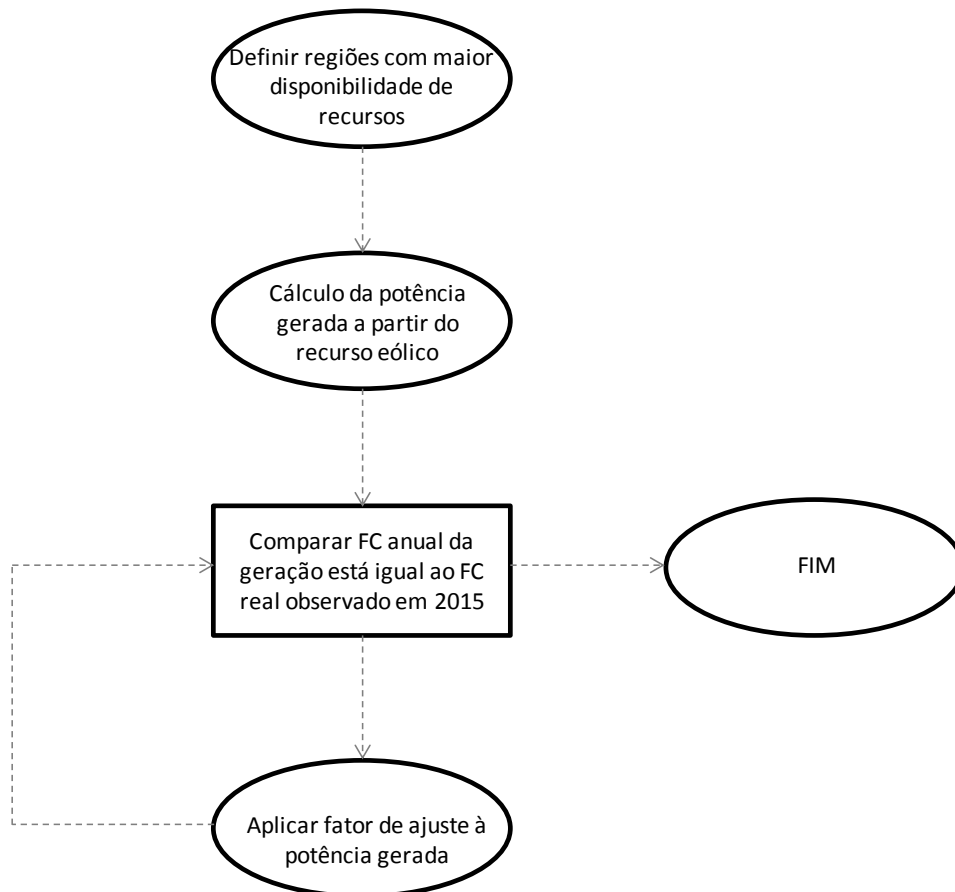 Definir regiões com maior
disponibilidade de
recursos
Cálculo da potência
gerada a partir do
recurso eólico
Comparar FC anual da
geração está igual ao FC
real observado em 2015
FIM
Aplicar fator de ajuste à
potência gerada